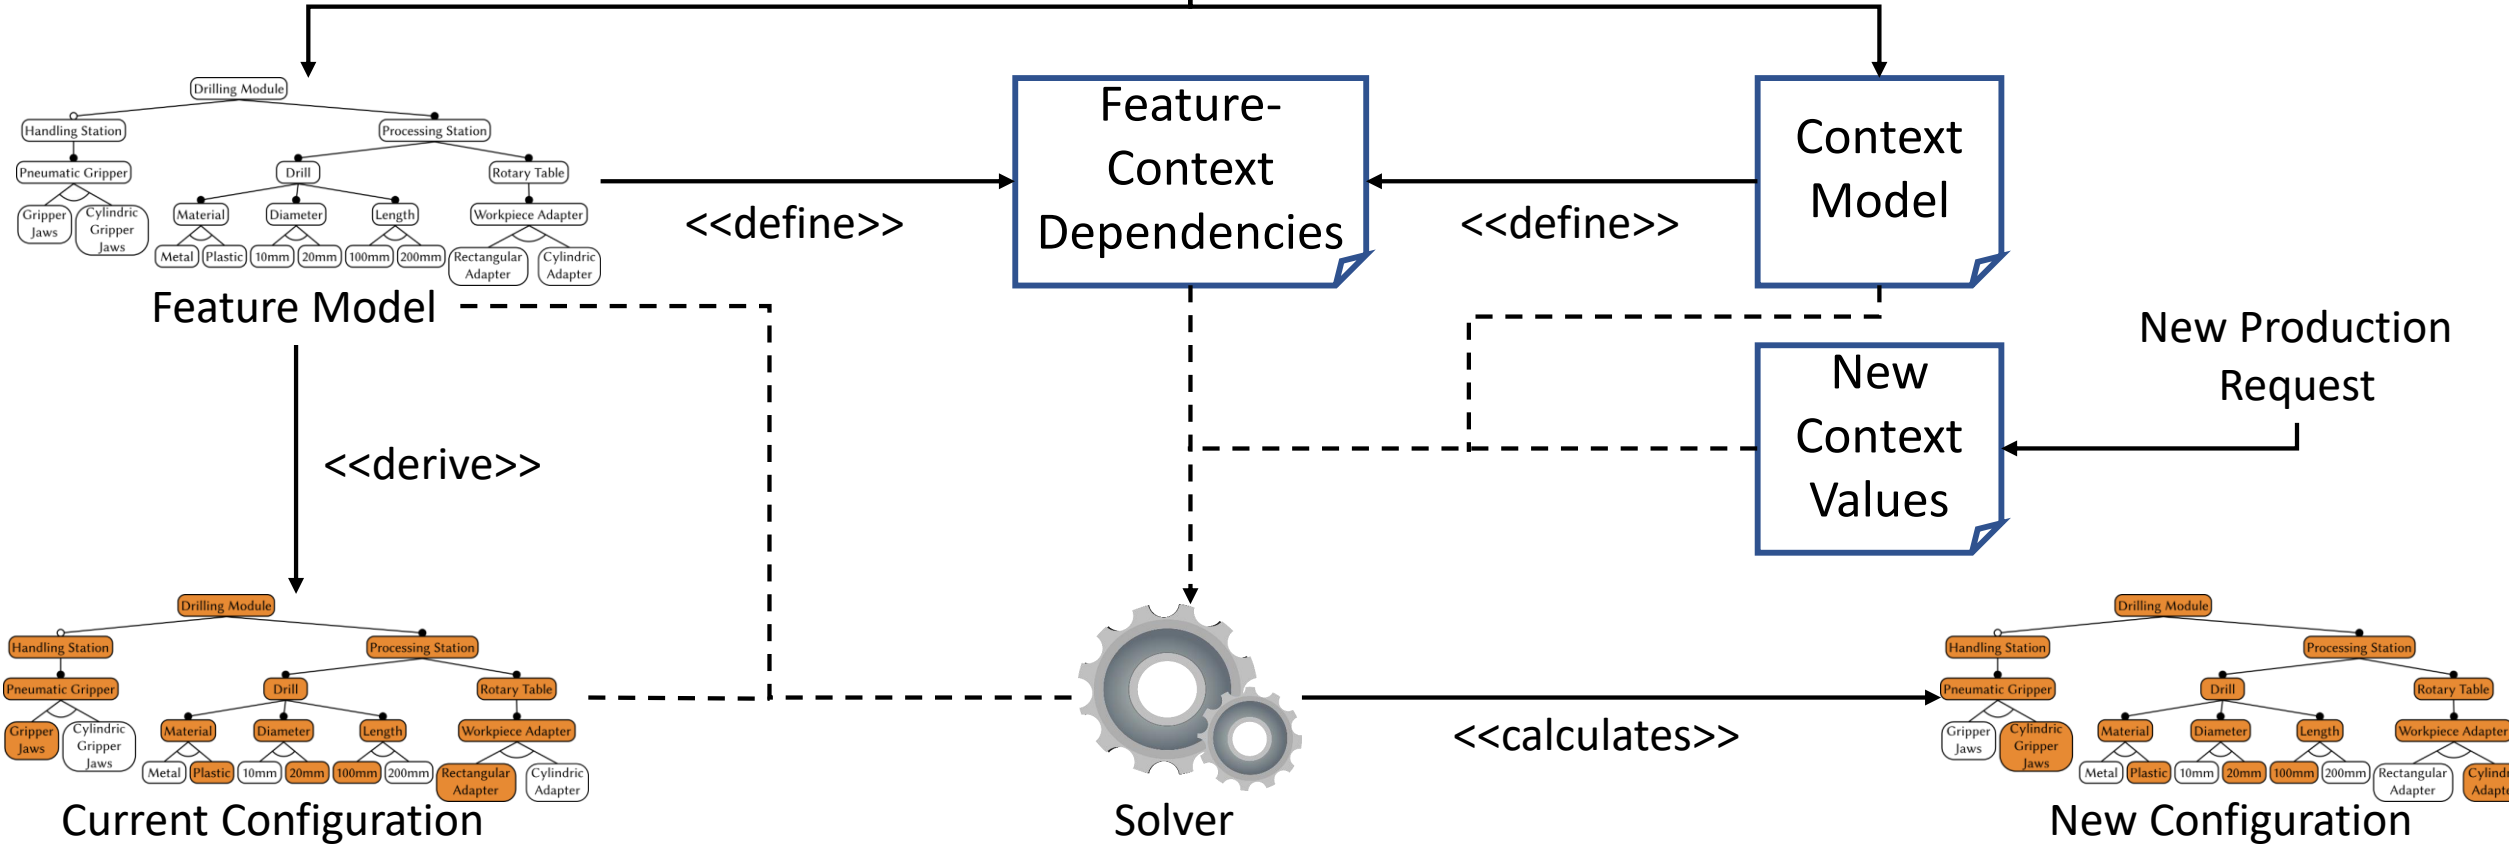 Drilling Module
Handling Station
Processing Station
Pneumatic Gripper
Drill
Rotary Table
Gripper
Jaws
Cylindric
Gripper
Jaws
Material
Diameter
Length
Workpiece Adapter
Metal
Plastic
10mm
20mm
100mm
200mm
Rectangular
Adapter
Cylindric
Adapter
Feature Model
<<define>>
Feature-
Context
Dependencies
<<define>>
Context
Model
New Production
Request
New
Context
Values
<<derive>>
Drilling Module
Handling Station
Processing Station
Pneumatic Gripper
Drill
Rotary Table
Gripper
Jaws
Cylindric
Gripper
Jaws
Material
Diameter
Length
Workpiece Adapter
Metal
Plastic
10mm
20mm
100mm
200mm
Rectangular
Adapter
Cylindric
Adapter
Current Configuration
Solver
<<calculates>>
Drilling Module
Handling Station
Processing Station
Pneumatic Gripper
Drill
Rotary Table
Gripper
Jaws
Cylindric
Gripper
Jaws
Material
Diameter
Length
Workpiece Adapter
Metal
Plastic
10mm
20mm
100mm
200mm
Rectangular
Adapter
Cylindri
Adapt
New Configuration